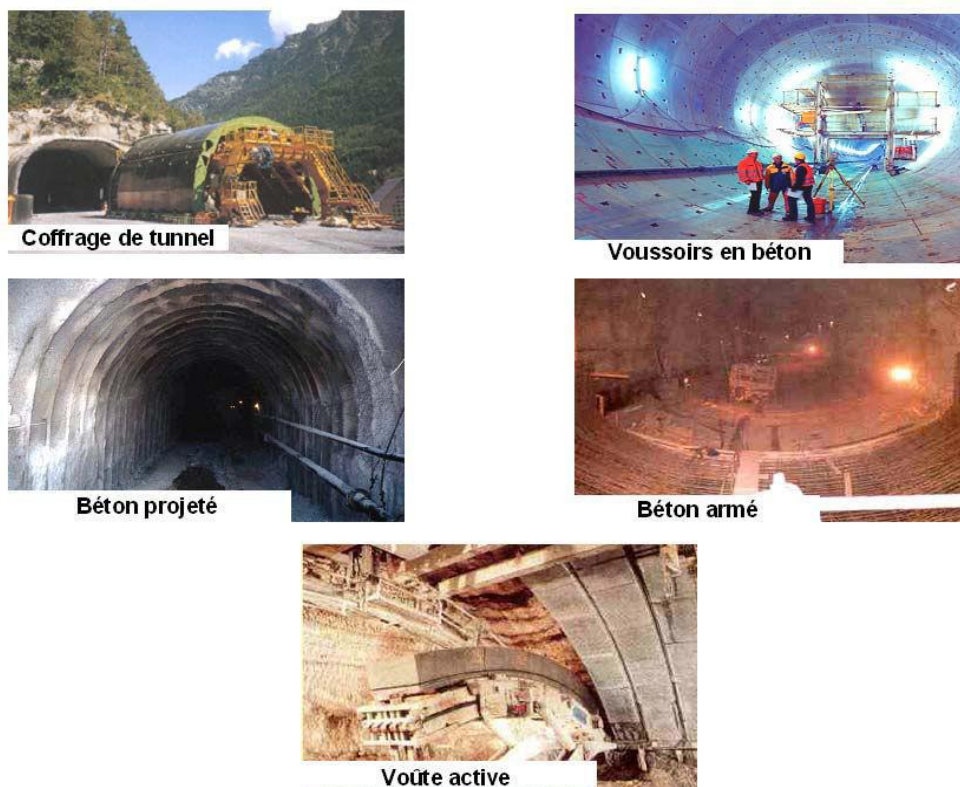 Coffrage de tunnel
Voussoirs en béton
Béton projeté
Béton armé
Voûte active